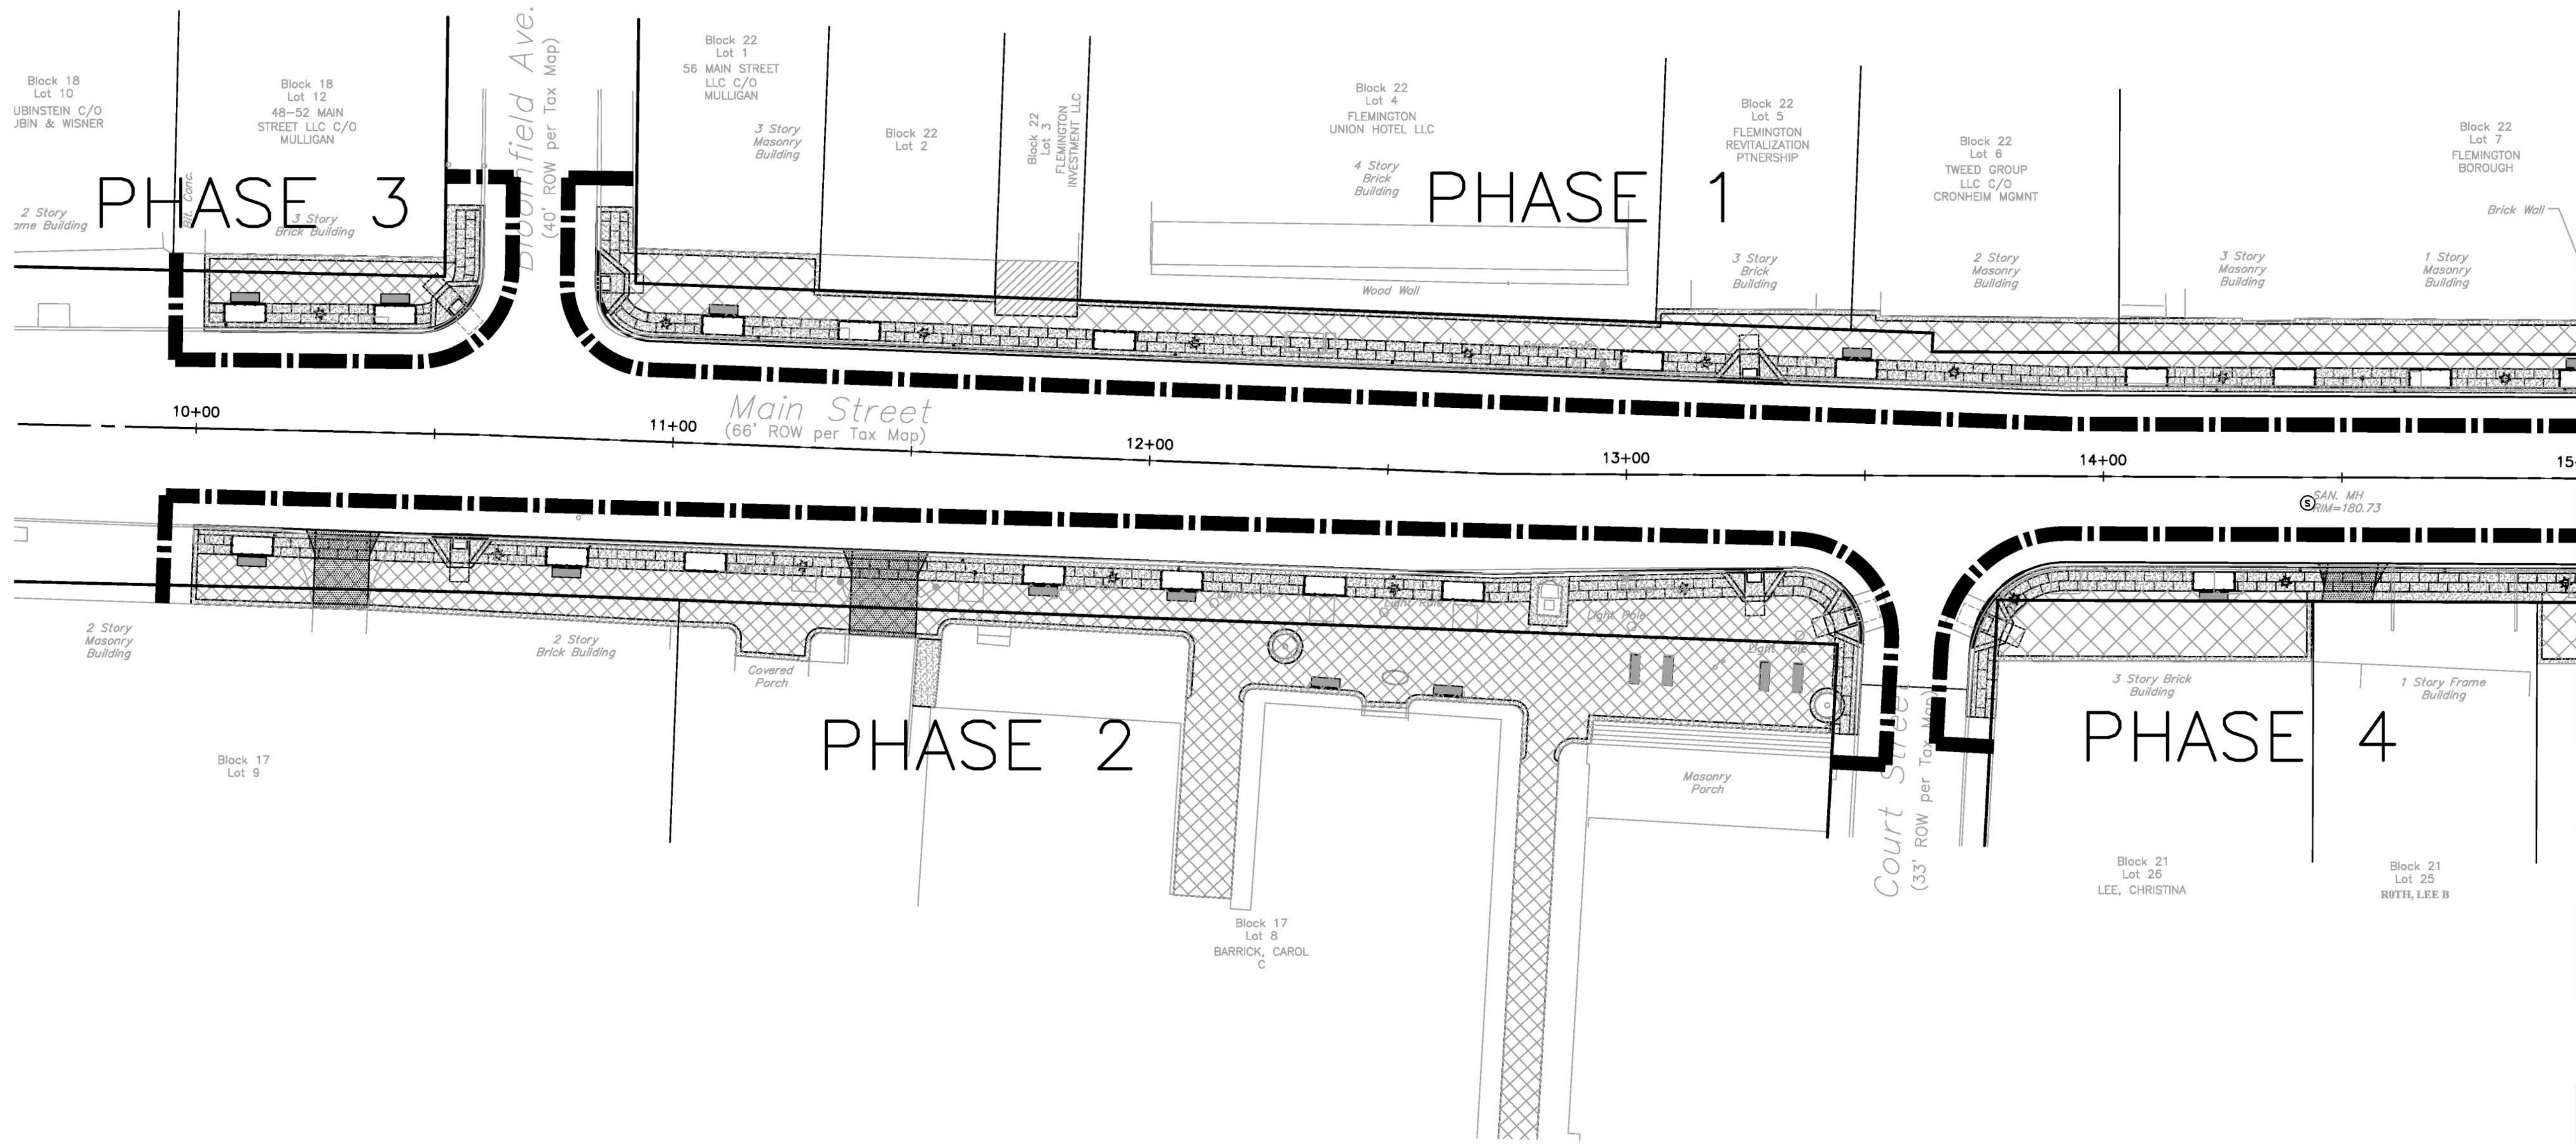 Block 18
Lot 10
UBINSTEIN C/O
UBIN & WISNER
2 Story
ame Building
Block 18
Lot 12
48-52 MAIN
STREET LLC C/O
MULLIGAN
Bit. Conc.
3 Story
Brick Building
PHASE 3
Bloomfield Ave.
(40' ROW per Tax Map)
Block 22
Lot 1
56 MAIN STREET
LLC C/O
MULLIGAN
3 Story
Masonry
Building
Block 22
Lot 2
Block 22
Lot 3
FLEMINGTON
INVESTMENT LLC
Block 22
Lot 4
FLEMINGTON
UNION HOTEL LLC
4 Story
Brick
Building
Wood Wall
PHASE 1
Block 22
Lot 5
FLEMINGTON
REVITALIZATION
PTNERSHIP
3 Story
Brick
Building
Block 22
Lot 6
TWEED GROUP
LLC C/O
CRONHEIM MGMNT
2 Story
Masonry
Building
3 Story
Masonry
Building
Block 22
Lot 7
FLEMINGTON
BOROUGH
Brick Wall
1 Story
Masonry
Building
Main Street
(66' ROW per Tax Map)
10+00
11+00
12+00
13+00
14+00
15
SAN. MH
RIM=180.73
S
Light Pole
Light Pole
Light Pole
Light Pole
2 Story
Masonry
Building
2 Story
Brick Building
Covered
Porch
PHASE 2
Block 17
Lot 9
Block 17
Lot 8
BARRICK, CAROL
C
Masonry
Porch
Court Street
(33' ROW per Tax Map)
3 Story Brick
Building
1 Story Frame
Building
PHASE 4
Block 21
Lot 26
LEE, CHRISTINA
Block 21
Lot 25
ROTH, LEE B